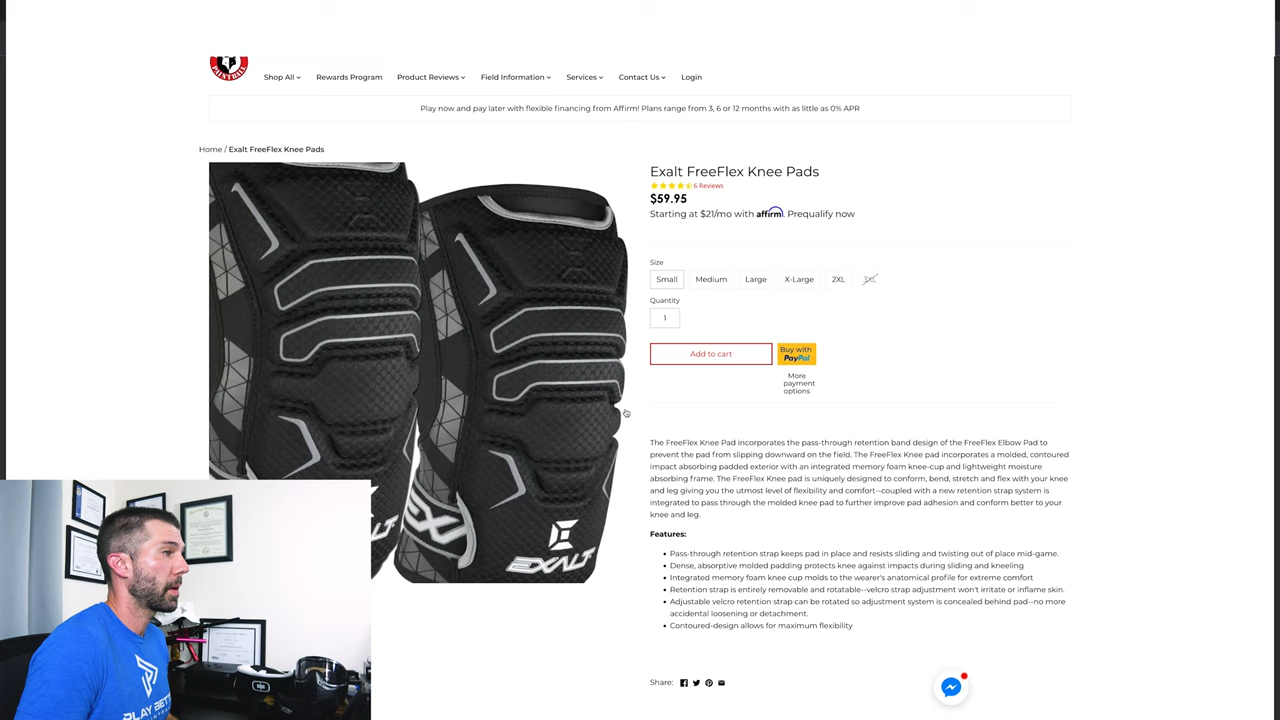 PAINTBALL
Shop All
Rewards Program
Product Reviews
Field Information
Services
Contact Us
Login
Play now and pay later with flexible financing from Affirm! Plans range from 3, 6 or 12 months with as little as 0% APR
Home / Exalt FreeFlex Knee Pads
Exalt FreeFlex Knee Pads
6 Reviews
$59.95
Starting at $21/mo with affirm. Prequalify now
Size
Small Medium Large X-Large 2XL 3XL
Quantity
1
Add to cart
Buy with
PayPal
More
payment
options
The FreeFlex Knee Pad incorporates the pass-through retention band design of the FreeFlex Elbow Pad to
prevent the pad from slipping downward on the field. The FreeFlex Knee pad incorporates a molded, contoured
impact absorbing padded exterior with an integrated memory foam knee-cup and lightweight moisture
absorbing frame. The FreeFlex Knee pad is uniquely designed to conform, bend, stretch and flex with your knee
and leg giving you the utmost level of flexibility and comfort--coupled with a new retention strap system is
integrated to pass through the molded knee pad to further improve pad adhesion and conform better to your
knee and leg.
Features:
Pass-through retention strap keeps pad in place and resists sliding and twisting out of place mid-game.
Dense, absorptive molded padding protects knee against impacts during sliding and kneeling
Integrated memory foam knee cup molds to the wearer's anatomical profile for extreme comfort
Retention strap is entirely removable and rotatable--velcro strap adjustment won't irritate or inflame skin.
Adjustable velcro retention strap can be rotated so adjustment system is concealed behind pad--no more
accidental loosening or detachment.
Contoured-design allows for maximum flexibility
Share:
EXALT
PLAY